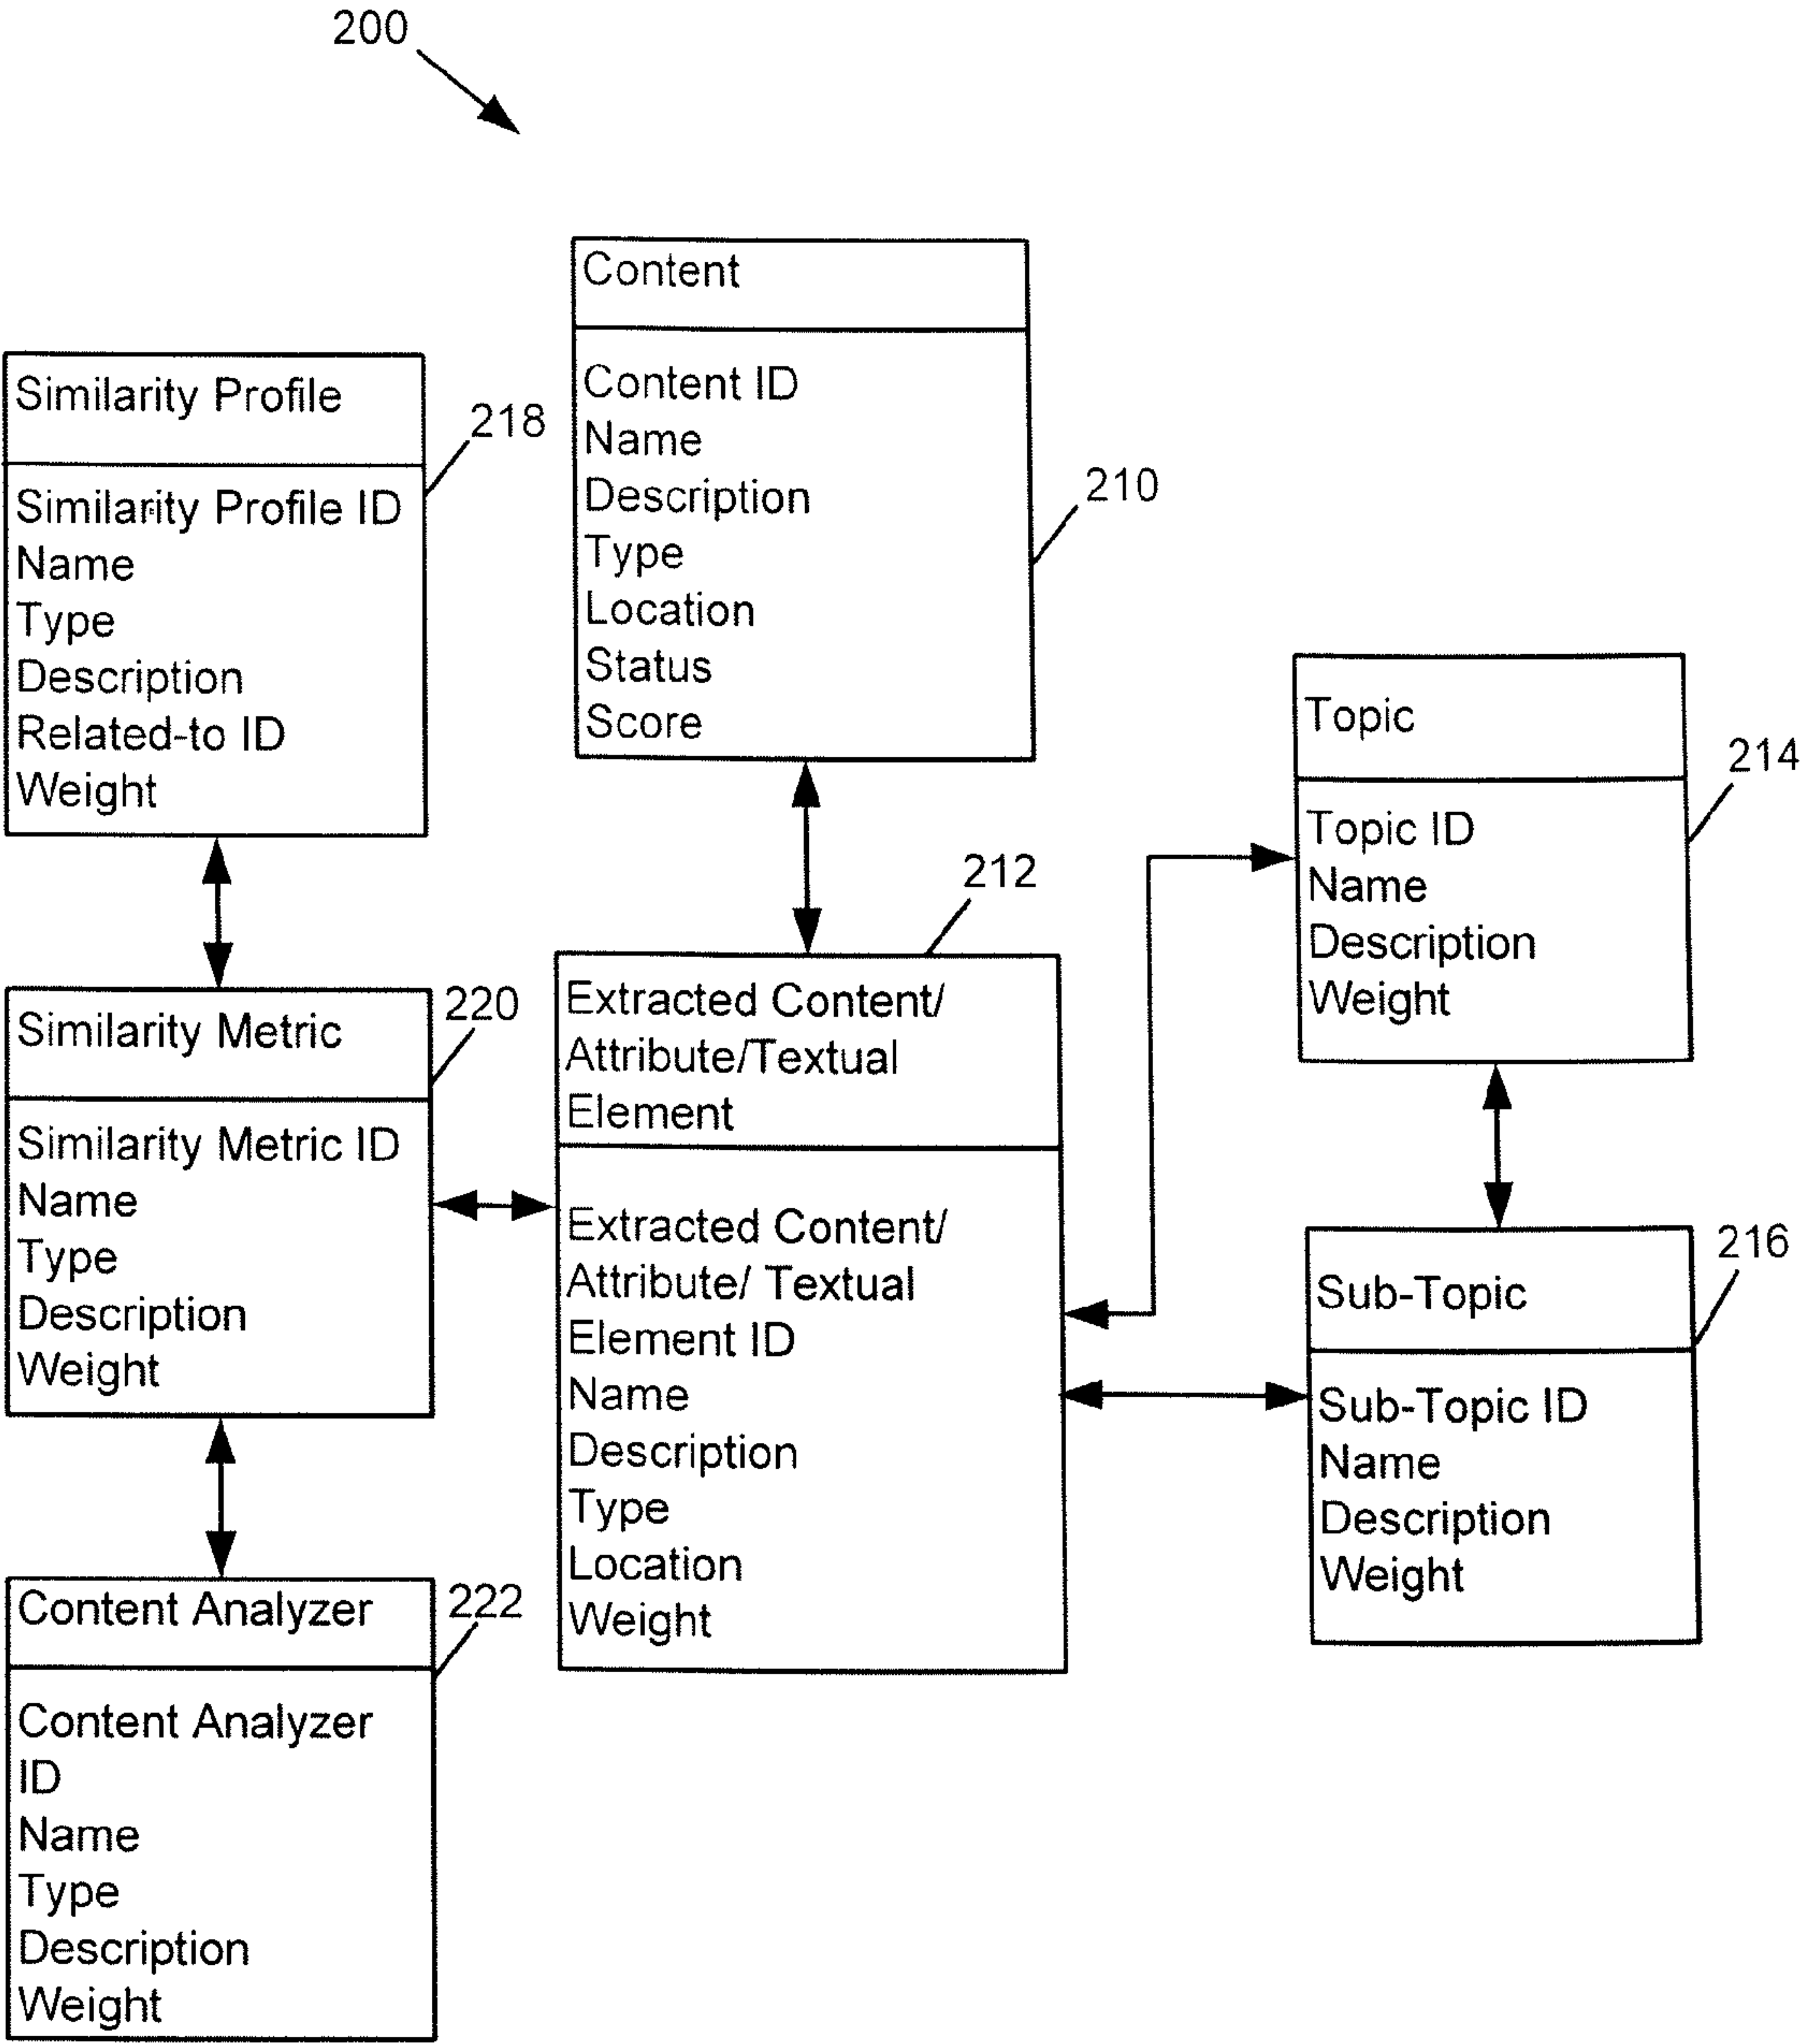 200
Content
Content ID
Name
Description
Type
Location
Status
Score
210
Similarity Profile
218
Similarity Profile ID
Name
Type
Description
Related-to ID
Weight
Topic
214
Topic ID
Name
Description
Weight
212
Extracted Content/
Attribute/Textual
Element
Extracted Content/
Attribute/ Textual
Element ID
Name
Description
Type
Location
Weight
Similarity Metric
220
Similarity Metric ID
Name
Type
Description
Weight
Sub-Topic
216
Sub-Topic ID
Name
Description
Weight
Content Analyzer
222
Content Analyzer
ID
Name
Type
Description
Weight